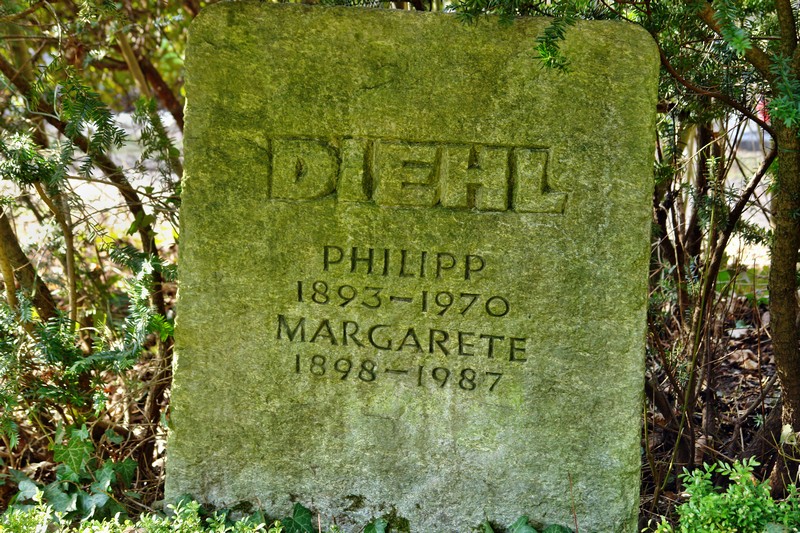 DIEHL
PHILIPP
1893–1970
MARGARETE
1898–1987